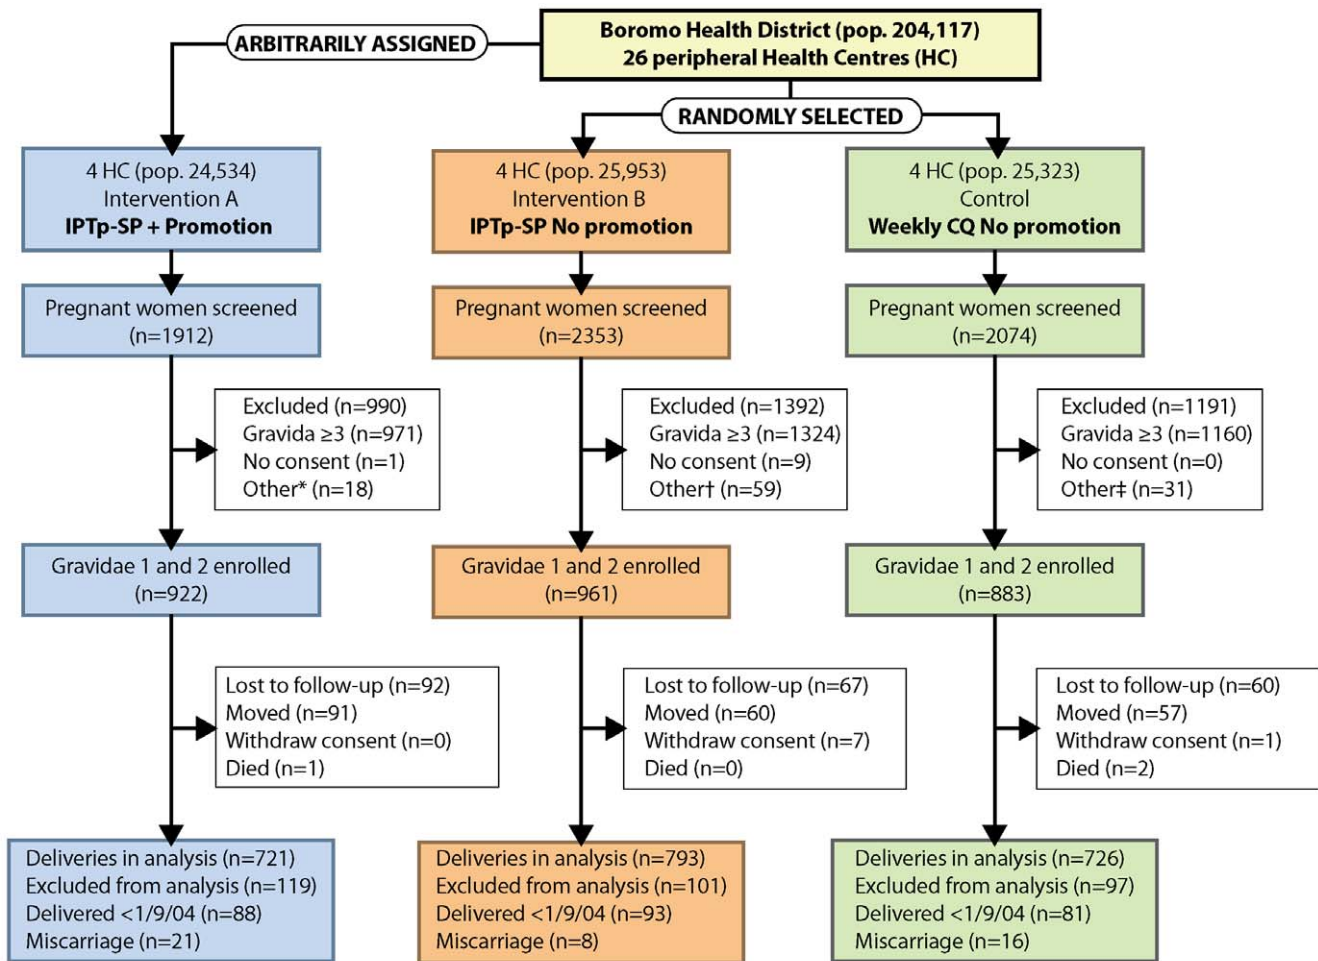 Boromo Health District (pop. 204,117)
26 peripheral Health Centres (HC)
ARBITRARILY ASSIGNED
RANDOMLY SELECTED
4 HC (pop. 24,534)
Intervention A
IPTp-SP + Promotion
4 HC (pop. 25,953)
Intervention B
IPTp-SP No promotion
4 HC (pop. 25,323)
Control
Weekly CQ No promotion
Pregnant women screened
(n=1912)
Pregnant women screened
(n=2353)
Pregnant women screened
(n=2074)
Excluded (n=990)
Gravida ≥3 (n=971)
No consent (n=1)
Other* (n=18)
Excluded (n=1392)
Gravida ≥3 (n=1324)
No consent (n=9)
Other† (n=59)
Excluded (n=1191)
Gravida ≥3 (n=1160)
No consent (n=0)
Other‡ (n=31)
Gravidae 1 and 2 enrolled
(n=922)
Gravidae 1 and 2 enrolled
(n=961)
Gravidae 1 and 2 enrolled
(n=883)
Lost to follow-up (n=92)
Moved (n=91)
Withdraw consent (n=0)
Died (n=1)
Lost to follow-up (n=67)
Moved (n=60)
Withdraw consent (n=7)
Died (n=0)
Lost to follow-up (n=60)
Moved (n=57)
Withdraw consent (n=1)
Died (n=2)
Deliveries in analysis (n=721)
Excluded from analysis (n=119)
Delivered <1/9/04 (n=88)
Miscarriage (n=21)
Deliveries in analysis (n=793)
Excluded from analysis (n=101)
Delivered <1/9/04 (n=93)
Miscarriage (n=8)
Deliveries in analysis (n=726)
Excluded from analysis (n=97)
Delivered <1/9/04 (n=81)
Miscarriage (n=16)